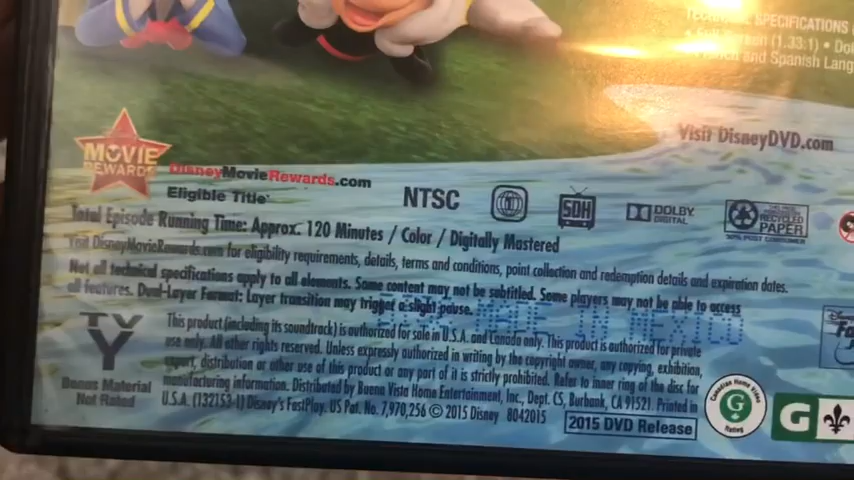 TECHNICAL SPECIFICATIONS
(1.33:1) •
and Spanish
Visit DisneyDVD.com
MOVIE
REWARDS
DisneyMovieRewards.com
Eligible Title*
NTSC
SDH
DOLBY
DIGITAL
RECYCLED
PAPER
30% POST CONSUMER
Total Episode Running Time: Approx. 120 Minutes / Color / Digitally Mastered
Visit DisneyMovieRewards.com for eligibility requirements, details, terms and conditions, point collection and redemption details and expiration dates.
Not all technical specifications apply to all elements. Some content may not be subtitled. Some players may not be able to access
all features. Dual-Layer Format: Layer transition may trigger a slight pause.
MADE IN MEXICO
TV
Y
Bonus Material
Not Rated
This product (including its soundtrack) is authorized for sale in U.S.A. and Canada only. This product is authorized for private
use only. All other rights reserved. Unless expressly authorized in writing by the copyright owner, any copying, exhibition,
export, distribution or other use of this product or any part of it is strictly prohibited. Refer to inner ring of the disc for
manufacturing information. Distributed by Buena Vista Home Entertainment, Inc., Dept. CS, Burbank, CA 91521. Printed in
U.S.A. (132153-1) Disney's FastPlay. US Pat. No. 7,970,256 © 2015 Disney 8042015
2015 DVD Release
Canadian Home Video
G
Rating
G